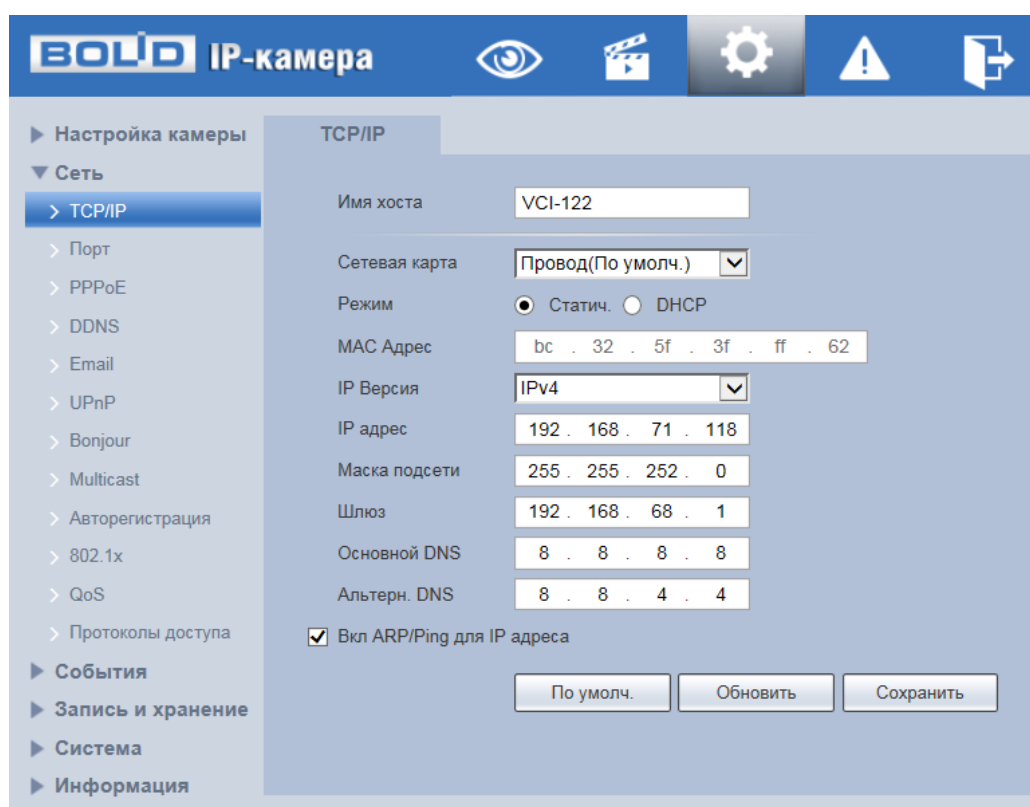 BOLID IP-камера
Настройка камеры
Сеть
TCP/IP
Порт
PPPoE
DDNS
Email
UPnP
Bonjour
Multicast
Авторегистрация
802.1x
QoS
Протоколы доступа
События
Запись и хранение
Система
Информация
TCP/IP
Имя хоста VCI-122
Сетевая карта Провод(По умолч.)
Режим Статич. DHCP
MAC Адрес bc . 32 . 5f . 3f . ff . 62
IP Версия IPv4
IP адрес 192 . 168 . 71 . 118
Маска подсети 255 . 255 . 252 . 0
Шлюз 192 . 168 . 68 . 1
Основной DNS 8 . 8 . 8 . 8
Альтерн. DNS 8 . 8 . 4 . 4
Вкл ARP/Ping для IP адреса
По умолч. Обновить Сохранить